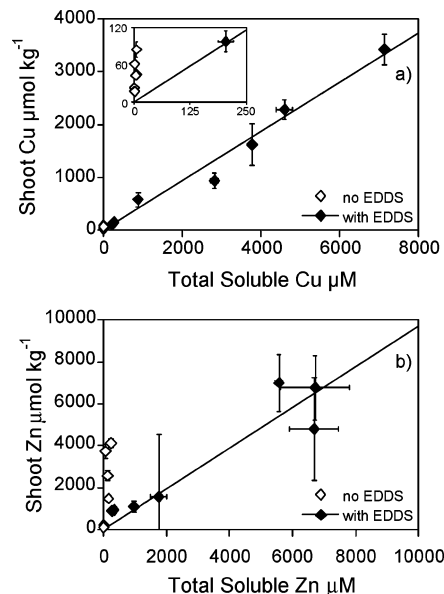 120
60
0
0
125
250
4000
3000
2000
1000
0
Shoot Cu µmol kg-1
a)
no EDDS
with EDDS
0
2000
4000
6000
8000
Total Soluble Cu µM
10000
8000
6000
4000
2000
0
Shoot Zn µmol kg-1
b)
no EDDS
with EDDS
0
2000
4000
6000
8000
10000
Total Soluble Zn µM